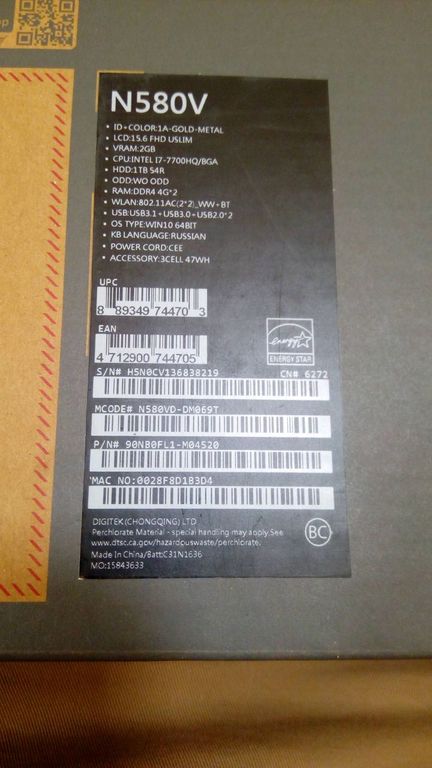 N580V
• ID+COLOR:1A-GOLD-METAL
• LCD:15.6 FHD USLIM
• VRAM:2GB
• CPU:INTEL I7-7700HQ/BGA
• HDD:1TB 54R
• ODD:WO ODD
• RAM:DDR4 4G*2
• WLAN:802.11AC(2*2)_WW+BT
• USB:USB3.1+USB3.0+USB2.0*2
• OS TYPE:WIN10 64BIT
• KB LANGUAGE:RUSSIAN
• POWER CORD:CEE
• ACCESSORY:3CELL 47WH
UPC
8 89349 74470 3
EAN
4 712900 744705
ENERGY STAR
S/N# H5N0CV136838219 CN# 6272
MCODE# N580VD-DM069T
P/N# 90NB0FL1-M04520
MAC NO:0028F8D1B3D4
DIGITEK(CHONGQING) LTD
Perchlorate Material - special handling may apply.See
www.dtsc.ca.gov/hazardouswaste/perchlorate.
Made In China/Batt:C31N1636
MO:15843633
BC